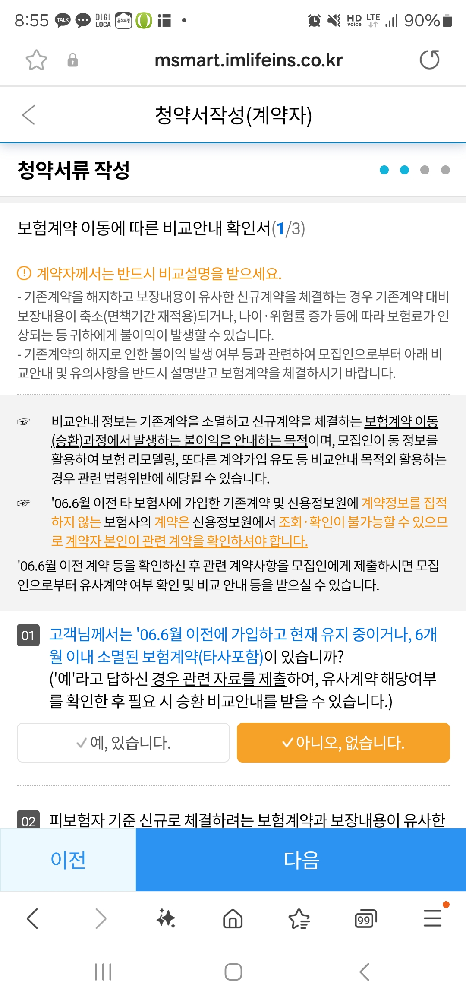 8:55 TALK DIGI LOCA 홈&쇼핑 HD voice LTE 90%
msmart.imlifeins.co.kr
청약서작성(계약자)
청약서류 작성
보험계약 이동에 따른 비교안내 확인서(1/3)
계약자께서는 반드시 비교설명을 받으세요.
- 기존계약을 해지하고 보장내용이 유사한 신규계약을 체결하는 경우 기존계약 대비
보장내용이 축소(면책기간 재적용)되거나, 나이·위험률 증가 등에 따라 보험료가 인
상되는 등 귀하에게 불이익이 발생할 수 있습니다.
- 기존계약의 해지로 인한 불이익 발생 여부 등과 관련하여 모집인으로부터 아래 비
교안내 및 유의사항을 반드시 설명받고 보험계약을 체결하시기 바랍니다.
☞ 비교안내 정보는 기존계약을 소멸하고 신규계약을 체결하는 보험계약 이동
(승환)과정에서 발생하는 불이익을 안내하는 목적이며, 모집인이 동 정보를
활용하여 보험 리모델링, 또다른 계약가입 유도 등 비교안내 목적외 활용하는
경우 관련 법령위반에 해당될 수 있습니다.
☞ '06.6월 이전 타 보험사에 가입한 기존계약 및 신용정보원에 계약정보를 집적
하지 않는 보험사의 계약은 신용정보원에서 조회·확인이 불가능할 수 있으므
로 계약자 본인이 관련 계약을 확인하셔야 합니다.
'06.6월 이전 계약 등을 확인하신 후 관련 계약사항을 모집인에게 제출하시면 모집
인으로부터 유사계약 여부 확인 및 비교 안내 등을 받으실 수 있습니다.
01 고객님께서는 '06.6월 이전에 가입하고 현재 유지 중이거나, 6개
월 이내 소멸된 보험계약(타사포함)이 있습니까?
('예'라고 답하신 경우 관련 자료를 제출하여, 유사계약 해당여부
를 확인한 후 필요 시 승환 비교안내를 받을 수 있습니다.)
예, 있습니다. 아니오, 없습니다.
02 피보험자 기준 신규로 체결하려는 보험계약과 보장내용이 유사한
이전 다음
99